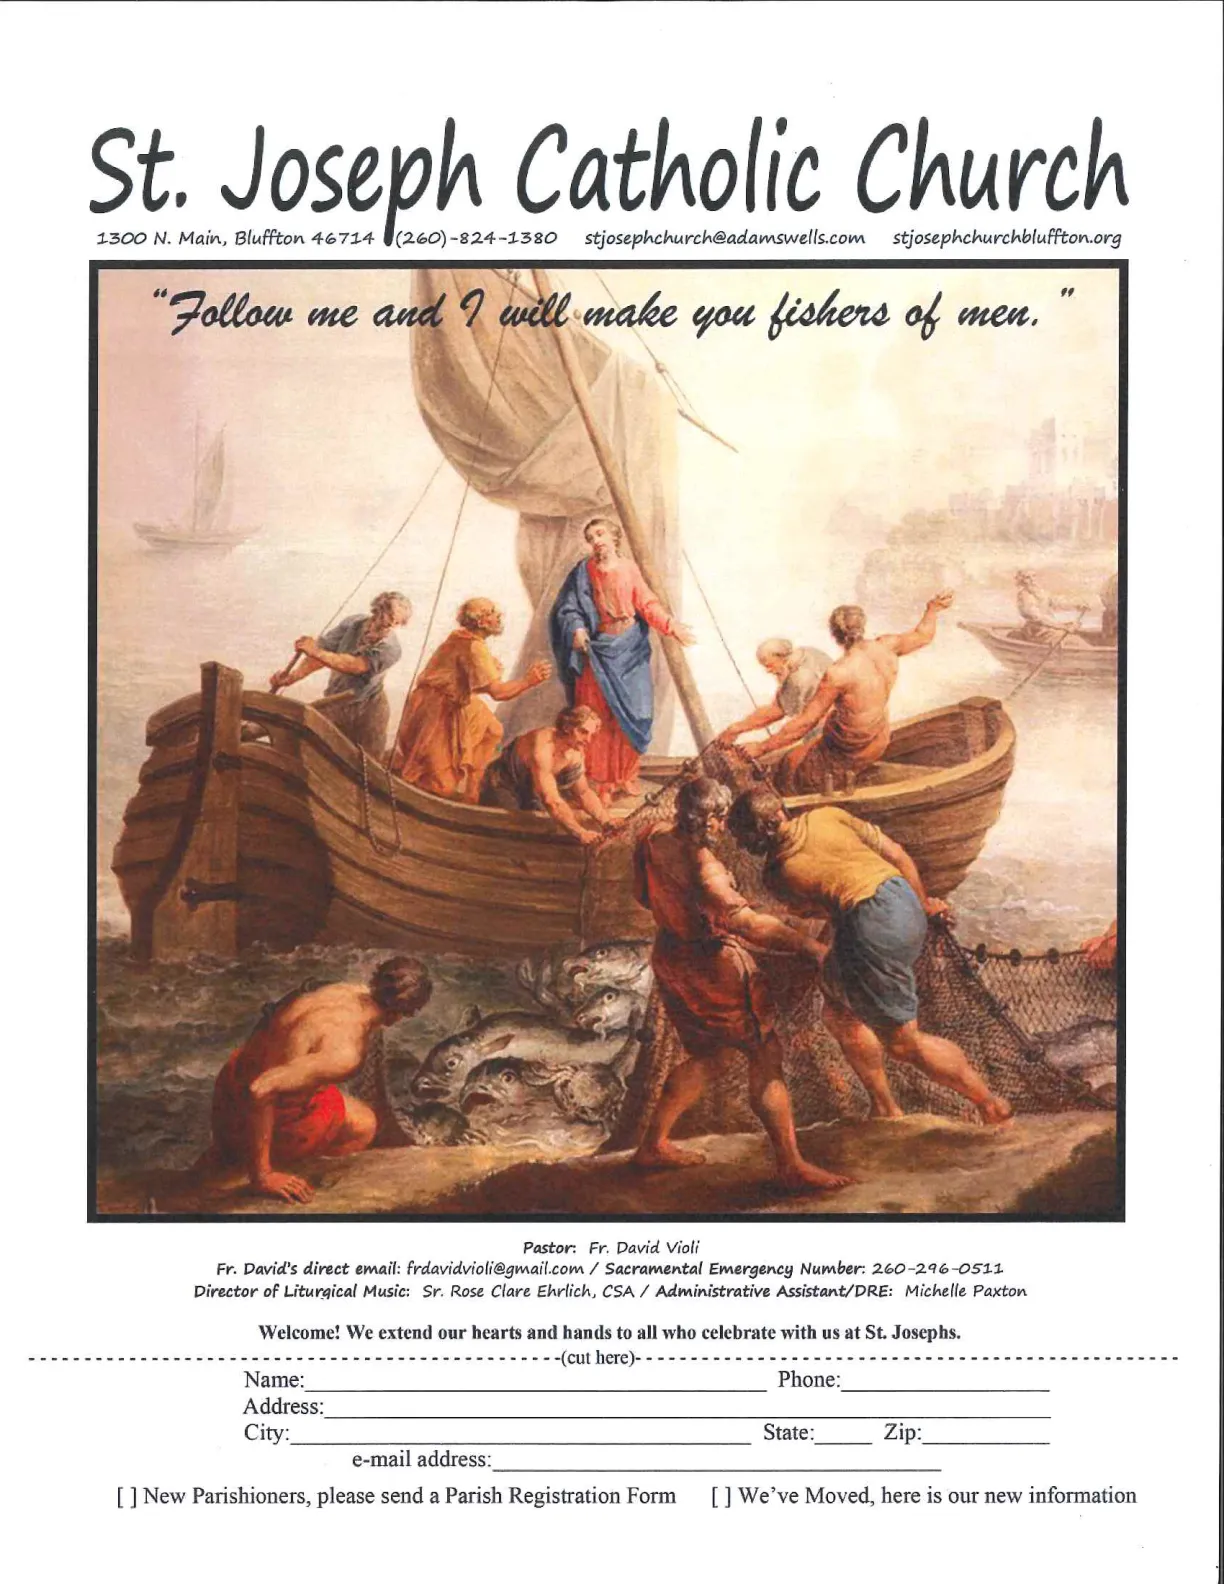 St. Joseph Catholic Church
1300 N. Main, Bluffton 46714 (260)-824-1380 stjosephchurch@adamswells.com stjosephchurchbluffton.org
"Follow me and I will make you fishers of men."
Pastor: Fr. David Violi
Fr. David's direct email: frdavidvioli@gmail.com / Sacramental Emergency Number: 260-296-0511
Director of Liturgical Music: Sr. Rose Clare Ehrlich, CSA / Administrative Assistant/DRE: Michelle Paxton
Welcome! We extend our hearts and hands to all who celebrate with us at St. Josephs.
(cut here)
Name: Phone:
Address:
City: State: Zip:
e-mail address:
[ ] New Parishioners, please send a Parish Registration Form [ ] We've Moved, here is our new information